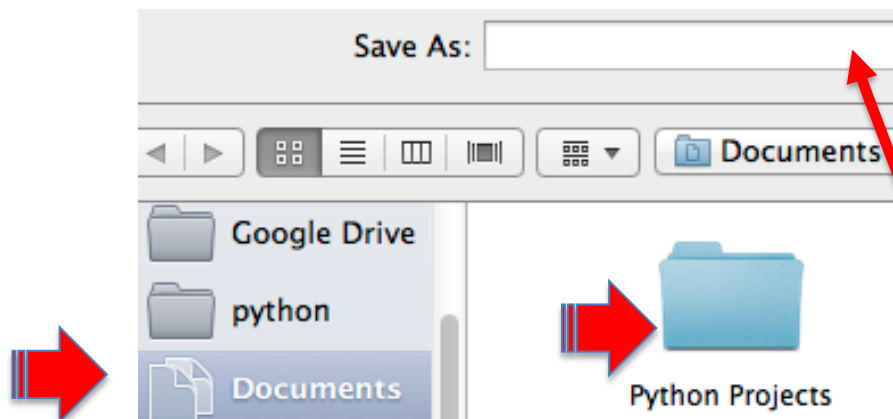 Save As:
Documents
Google Drive
python
Documents
Python Projects